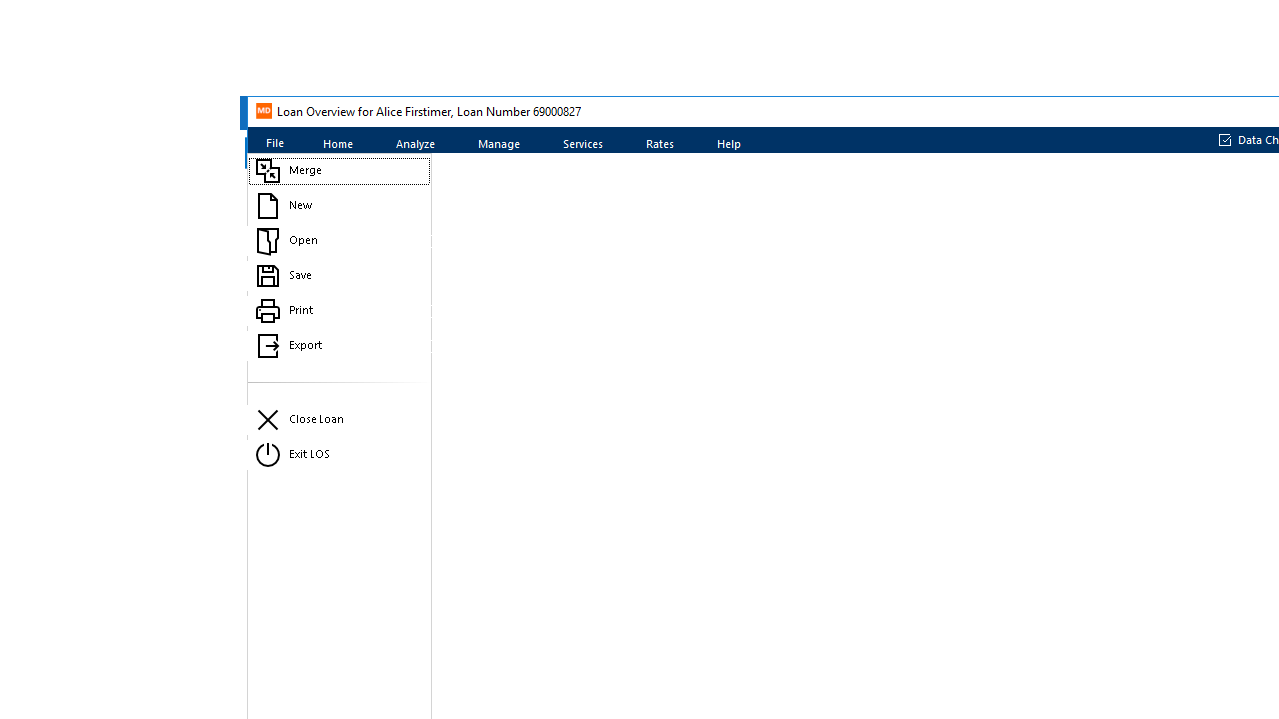 MD Loan Overview for Alice Firstimer, Loan Number 69000827
File Home Analyze Manage Services Rates Help Data Ch
Merge
New
Open
Save
Print
Export
Close Loan
Exit LOS